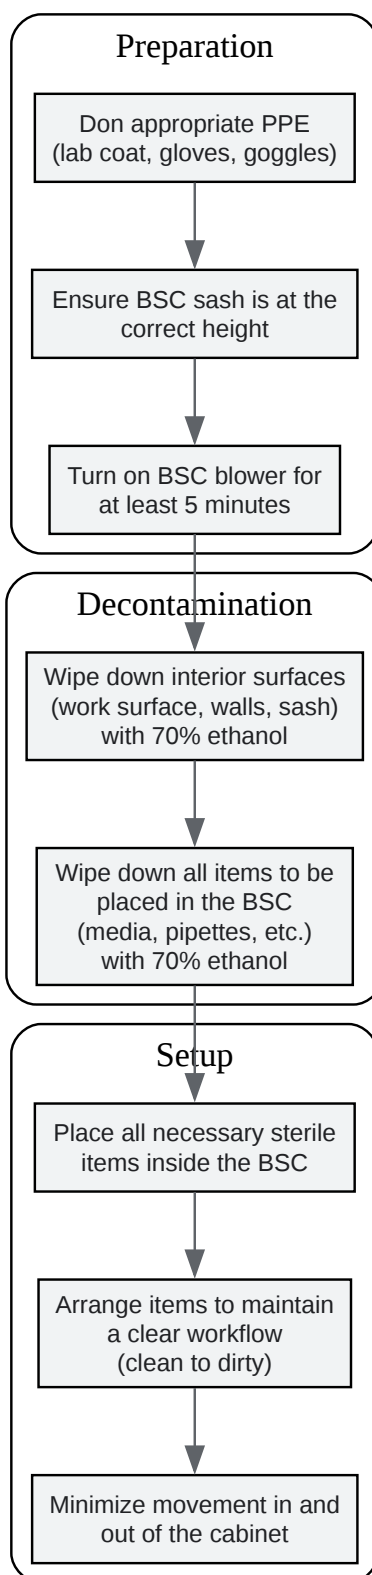 Preparation
Don appropriate PPE
(lab coat, gloves, goggles)
Ensure BSC sash is at the
correct height
Turn on BSC blower for
at least 5 minutes
Decontamination
Wipe down interior surfaces
(work surface, walls, sash)
with 70% ethanol
Wipe down all items to be
placed in the BSC
(media, pipettes, etc.)
with 70% ethanol
Setup
Place all necessary sterile
items inside the BSC
Arrange items to maintain
a clear workflow
(clean to dirty)
Minimize movement in and
out of the cabinet